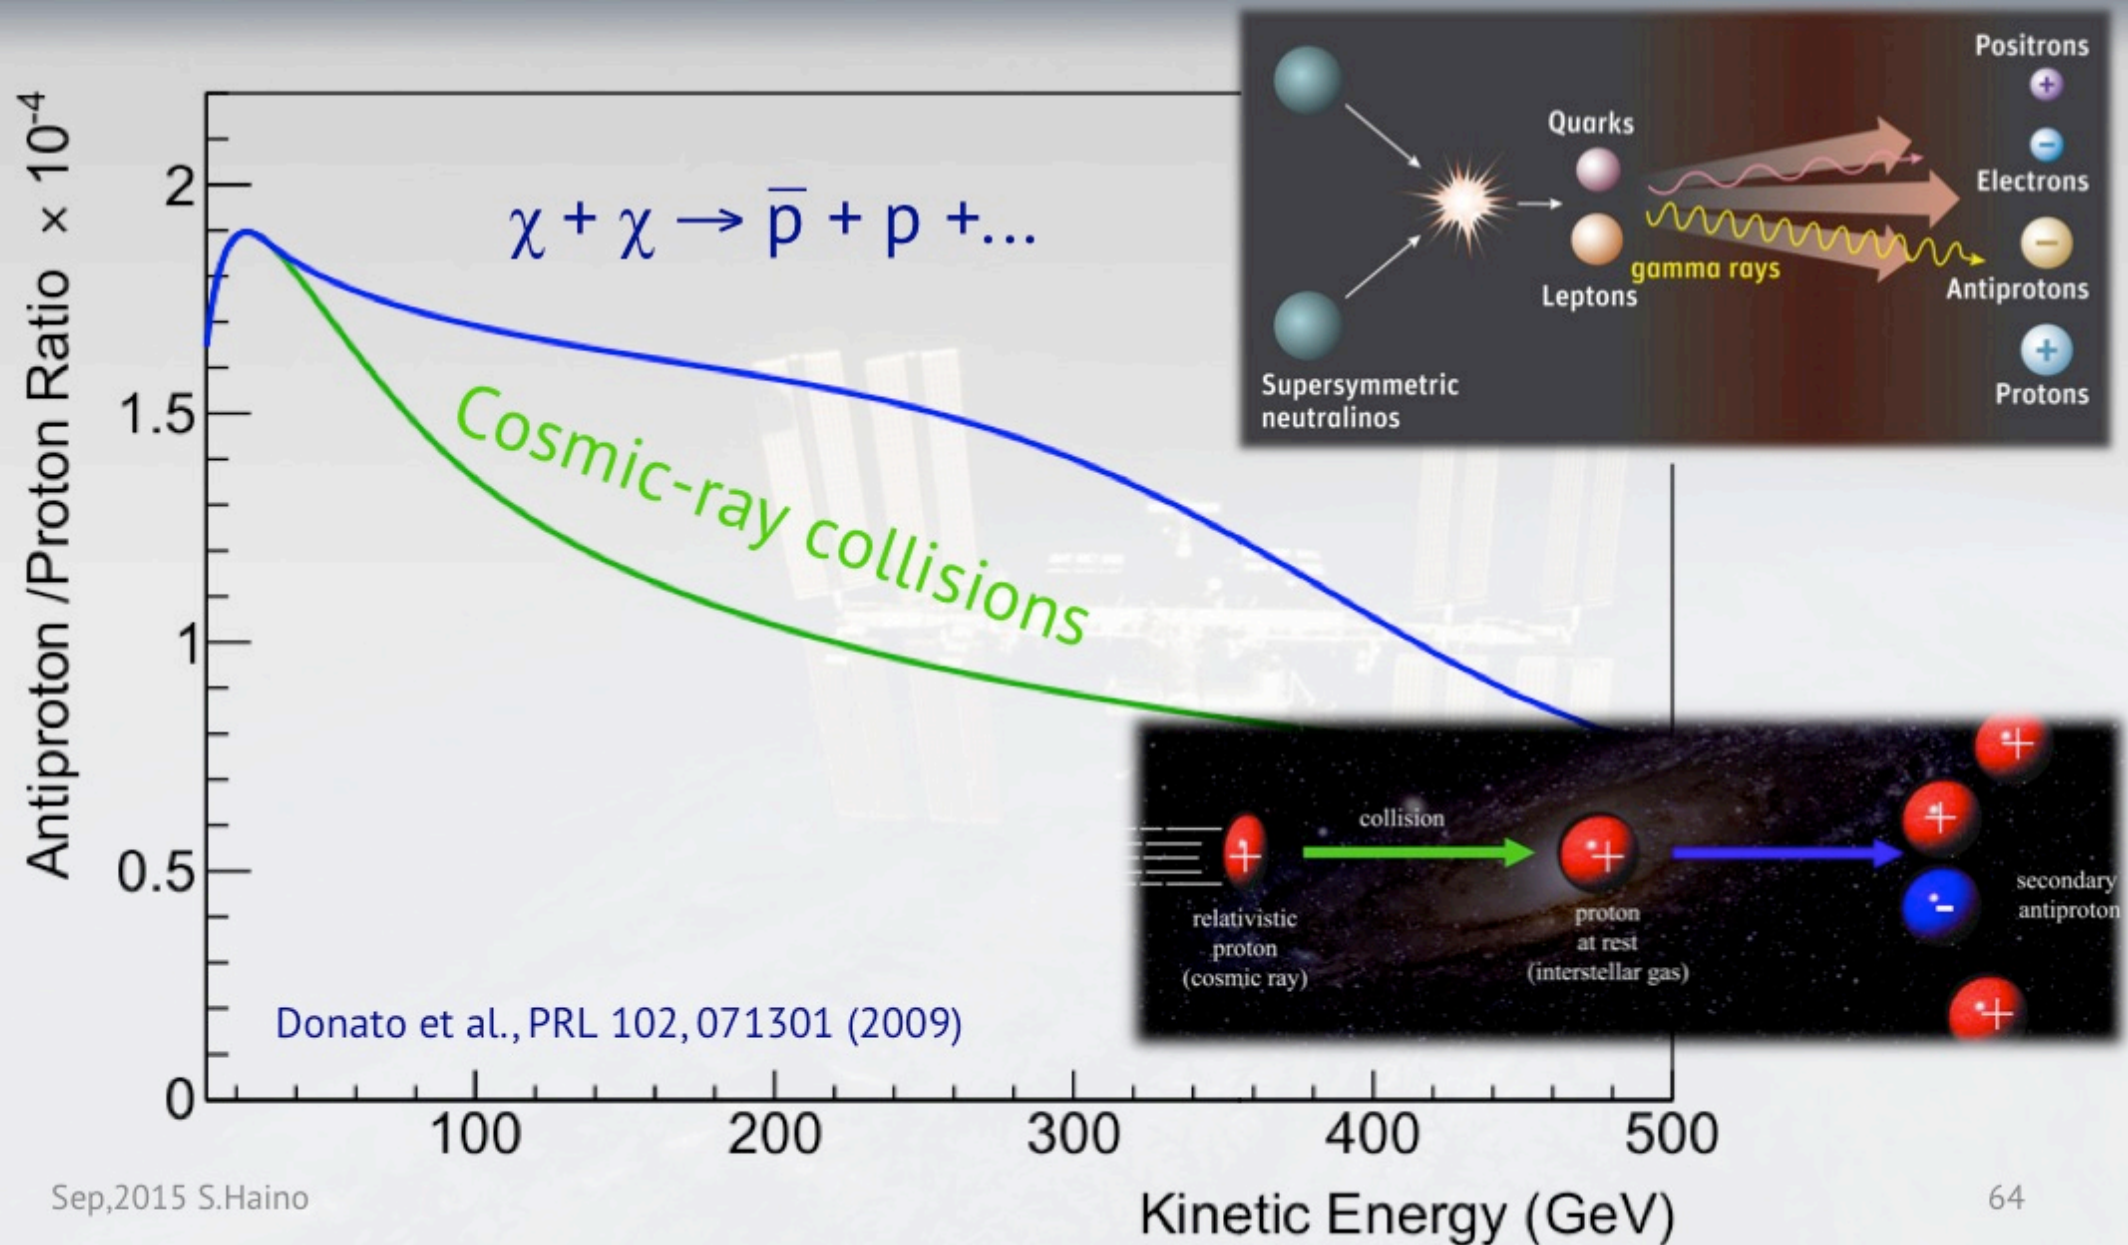 Antiproton /Proton Ratio × 10⁻⁴
2
1.5
1
0.5
0
100 200 300 400 500
Kinetic Energy (GeV)
χ + χ → p̅ + p +...
Cosmic-ray collisions
Donato et al., PRL 102, 071301 (2009)
Supersymmetric
neutralinos
Quarks
Leptons
gamma rays
Positrons
+
−
Electrons
−
Antiprotons
+
Protons
collision
relativistic
proton
(cosmic ray)
+
+
proton
at rest
(interstellar gas)
+
+
-
+
secondary
antiproton
Sep,2015 S.Haino
64